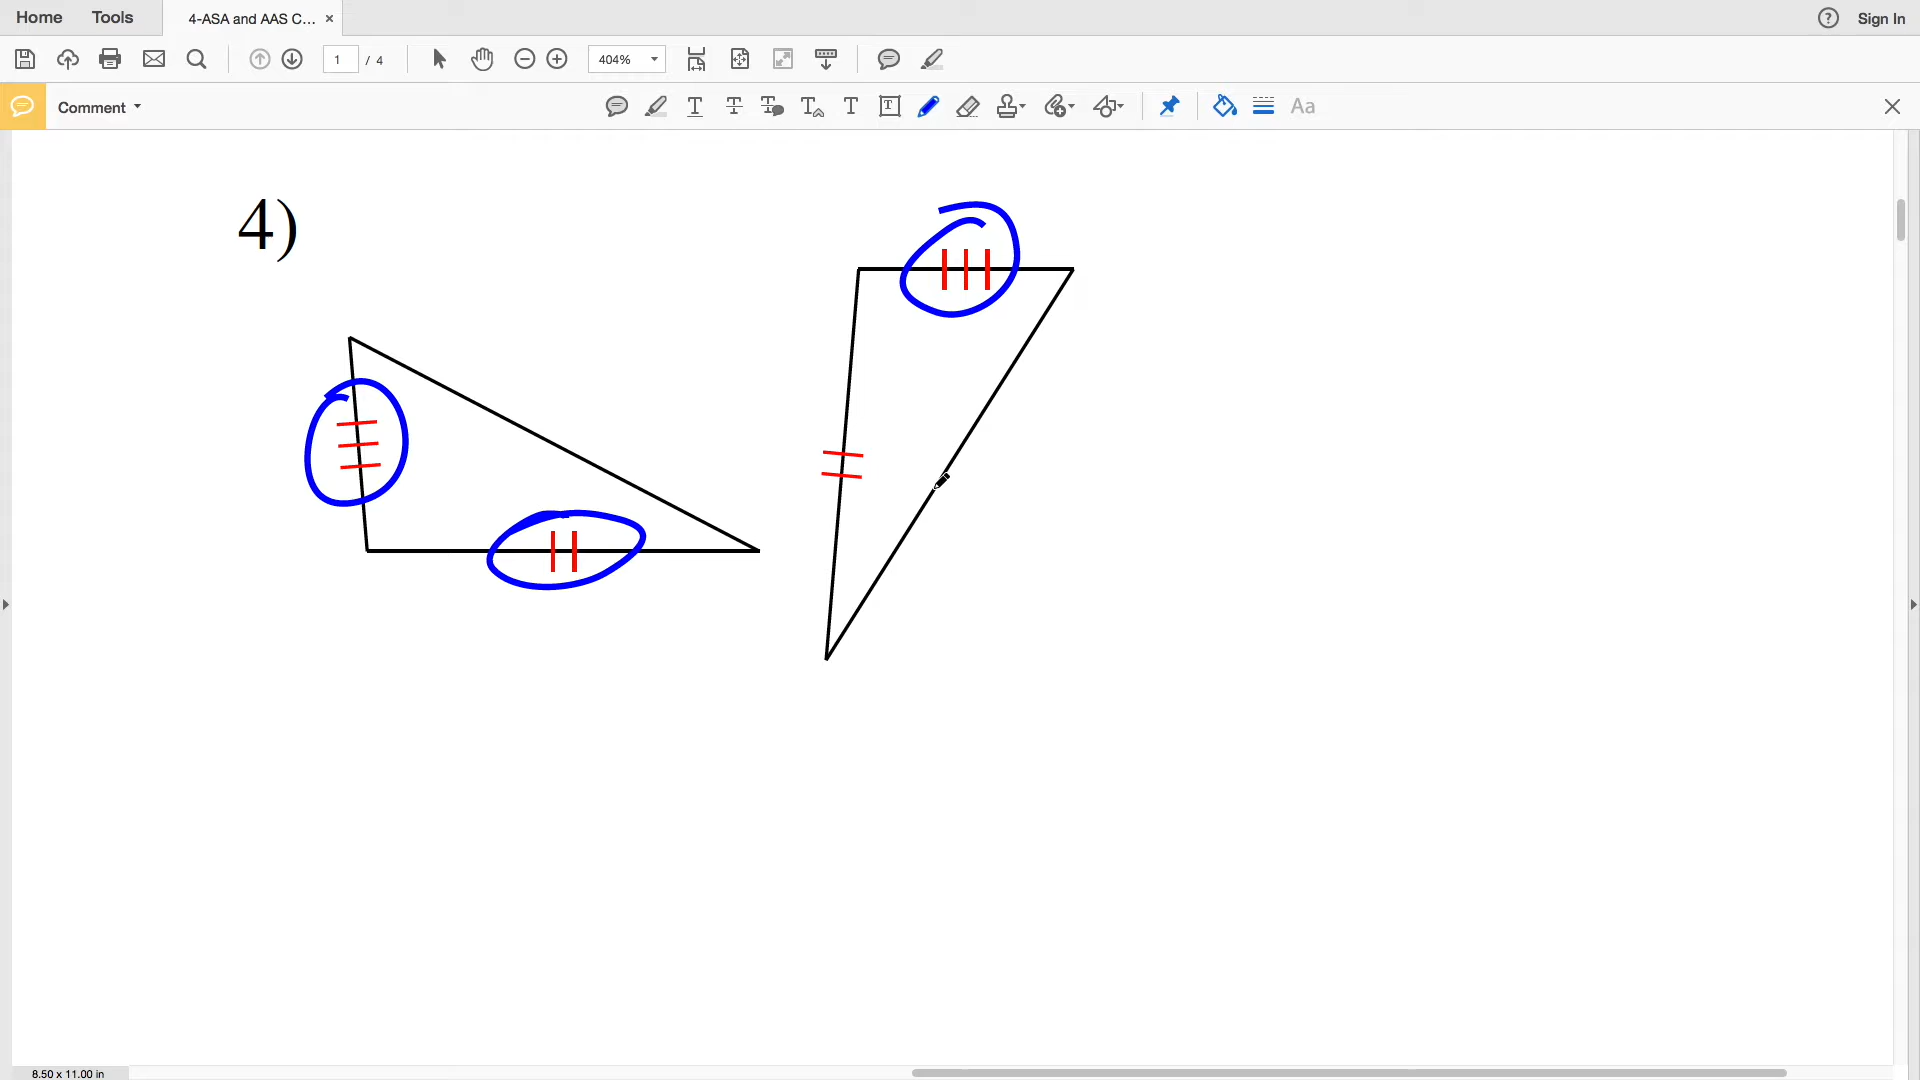 Home Tools 4-ASA and AAS C... × ? Sign In
1 / 4 404%
Comment Aa
4)
8.50 x 11.00 in